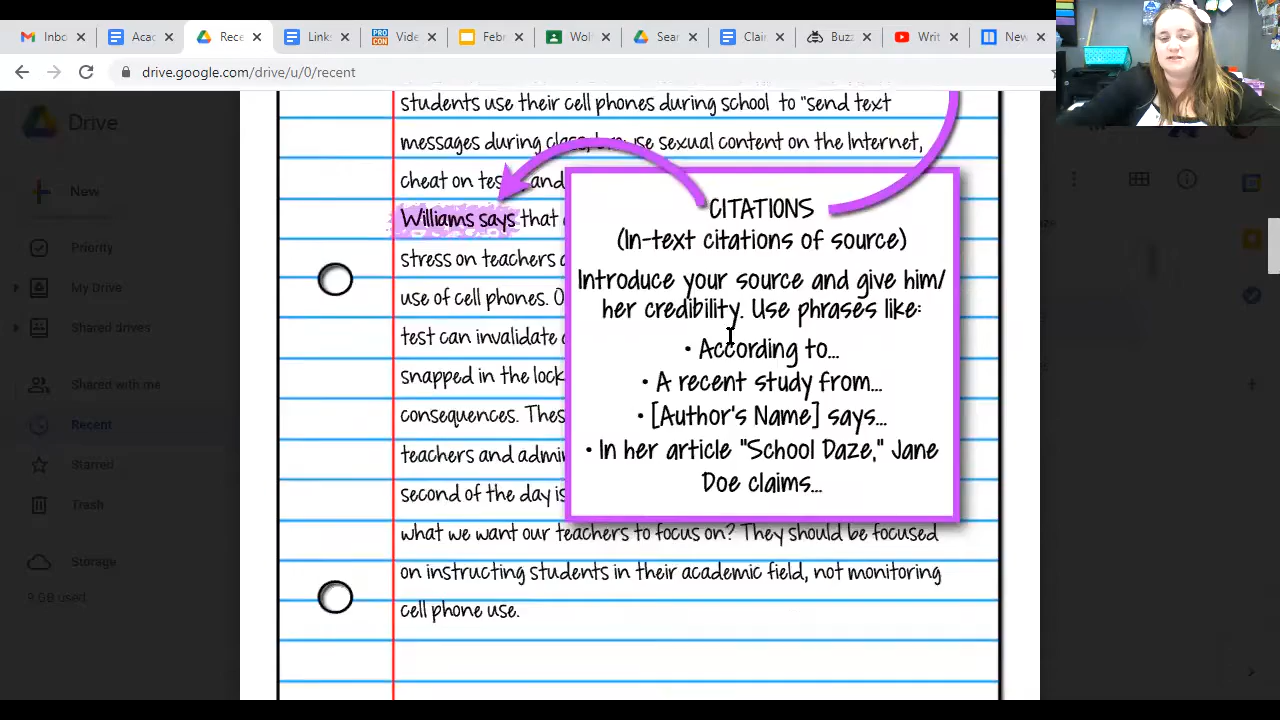 Inbo
Acac
Rece
Links
PRO CON
Vide
Febr
Wolf
Sear
Clair
Buzz
Writ
New
drive.google.com/drive/u/0/recent
students use their cell phones during school to "send text
messages during class, use sexual content on the Internet,
Drive
cheat on tes and
CITATIONS
Williams says that
(In-text citations of source)
stress on teachers
Introduce your source and give him/
use of cell phones. O
her credibility. Use phrases like:
test can invalidate
• According to...
snapped in the lock
• A recent study from...
consequences. Thes
• [Author's Name] says...
teachers and admi
• In her article "School Daze," Jane
second of the day is
Doe claims...
what we want our teachers to focus on? They should be focused
on instructing students in their academic field, not monitoring
cell phone use.
New
Priority
My Drive
Shared drives
Shared with me
Recent
Starred
Trash
Storage
9 GB used